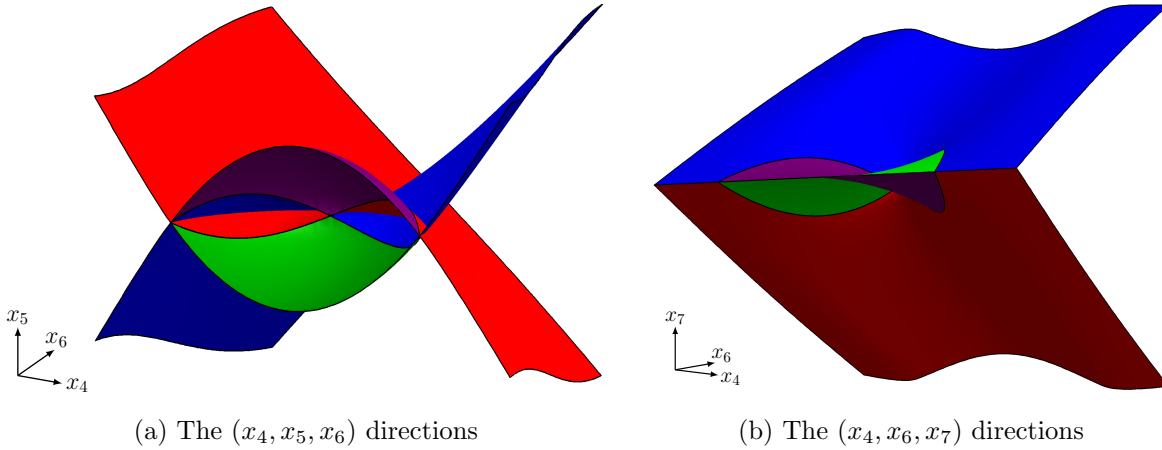 x₅
x₆
x₄
(a) The (x₄, x₅, x₆) directions
x₇
x₆
x₄
(b) The (x₄, x₆, x₇) directions